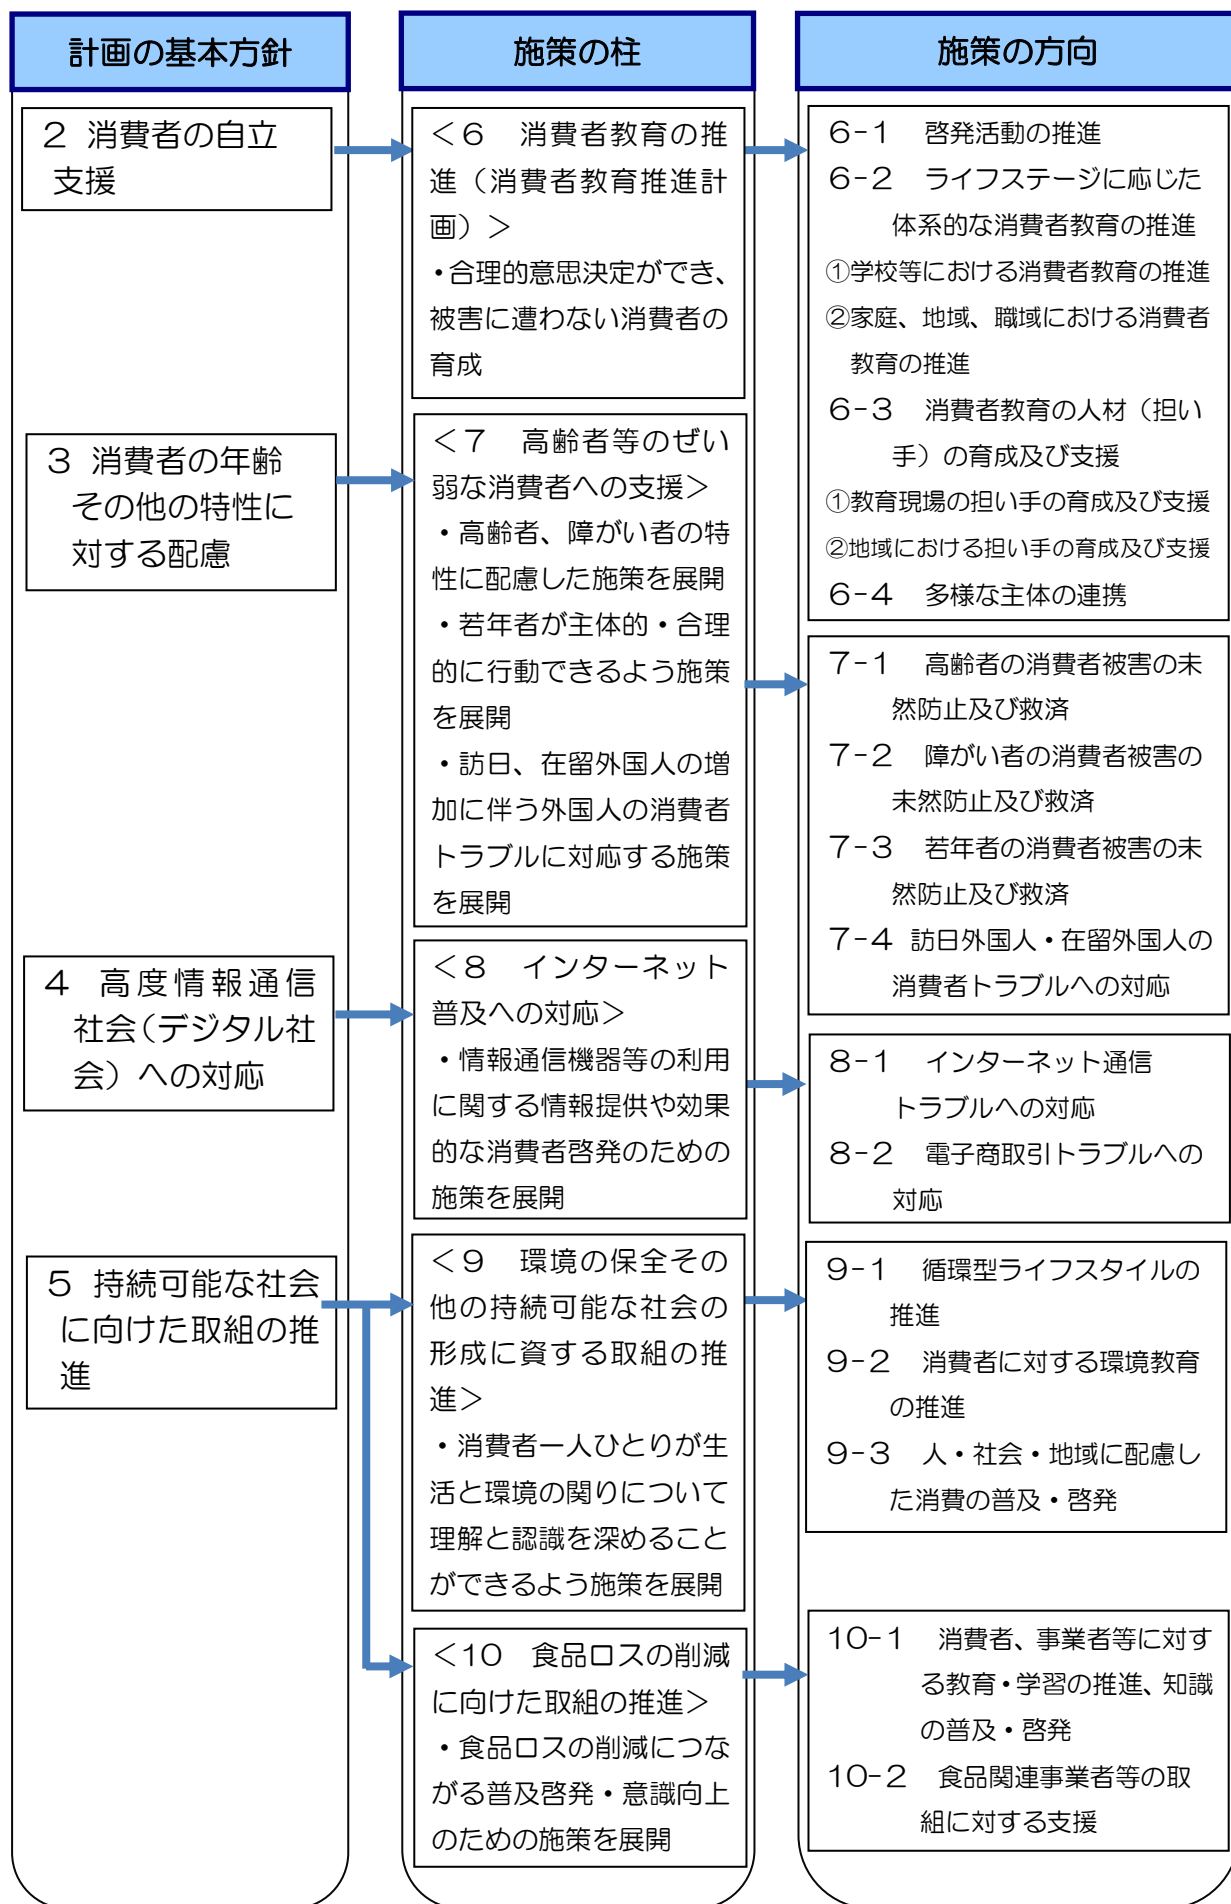 計画の基本方針
2 消費者の自立
支援
3 消費者の年齢
その他の特性に
対する配慮
4 高度情報通信
社会(デジタル社
会)への対応
5 持続可能な社会
に向けた取組の推
進
施策の柱
<6 消費者教育の推
進(消費者教育推進計
画)>
・合理的意思決定ができ、
被害に遭わない消費者の
育成
<7 高齢者等のぜい
弱な消費者への支援>
・高齢者、障がい者の特
性に配慮した施策を展開
・若年者が主体的・合理
的に行動できるよう施策
を展開
・訪日、在留外国人の増
加に伴う外国人の消費者
トラブルに対応する施策
を展開
<8 インターネット
普及への対応>
・情報通信機器等の利用
に関する情報提供や効果
的な消費者啓発のための
施策を展開
<9 環境の保全その
他の持続可能な社会の
形成に資する取組の推
進>
・消費者一人ひとりが生
活と環境の関りについて
理解と認識を深めること
ができるよう施策を展開
<10 食品ロスの削減
に向けた取組の推進>
・食品ロスの削減につな
がる普及啓発・意識向上
のための施策を展開
施策の方向
6-1 啓発活動の推進
6-2 ライフステージに応じた
体系的な消費者教育の推進
①学校等における消費者教育の推進
②家庭、地域、職域における消費者
教育の推進
6-3 消費者教育の人材(担い
手)の育成及び支援
①教育現場の担い手の育成及び支援
②地域における担い手の育成及び支援
6-4 多様な主体の連携
7-1 高齢者の消費者被害の未
然防止及び救済
7-2 障がい者の消費者被害の
未然防止及び救済
7-3 若年者の消費者被害の未
然防止及び救済
7-4 訪日外国人・在留外国人の
消費者トラブルへの対応
8-1 インターネット通信
トラブルへの対応
8-2 電子商取引トラブルへの
対応
9-1 循環型ライフスタイルの
推進
9-2 消費者に対する環境教育
の推進
9-3 人・社会・地域に配慮し
た消費の普及・啓発
10-1 消費者、事業者等に対す
る教育・学習の推進、知識
の普及・啓発
10-2 食品関連事業者等の取
組に対する支援